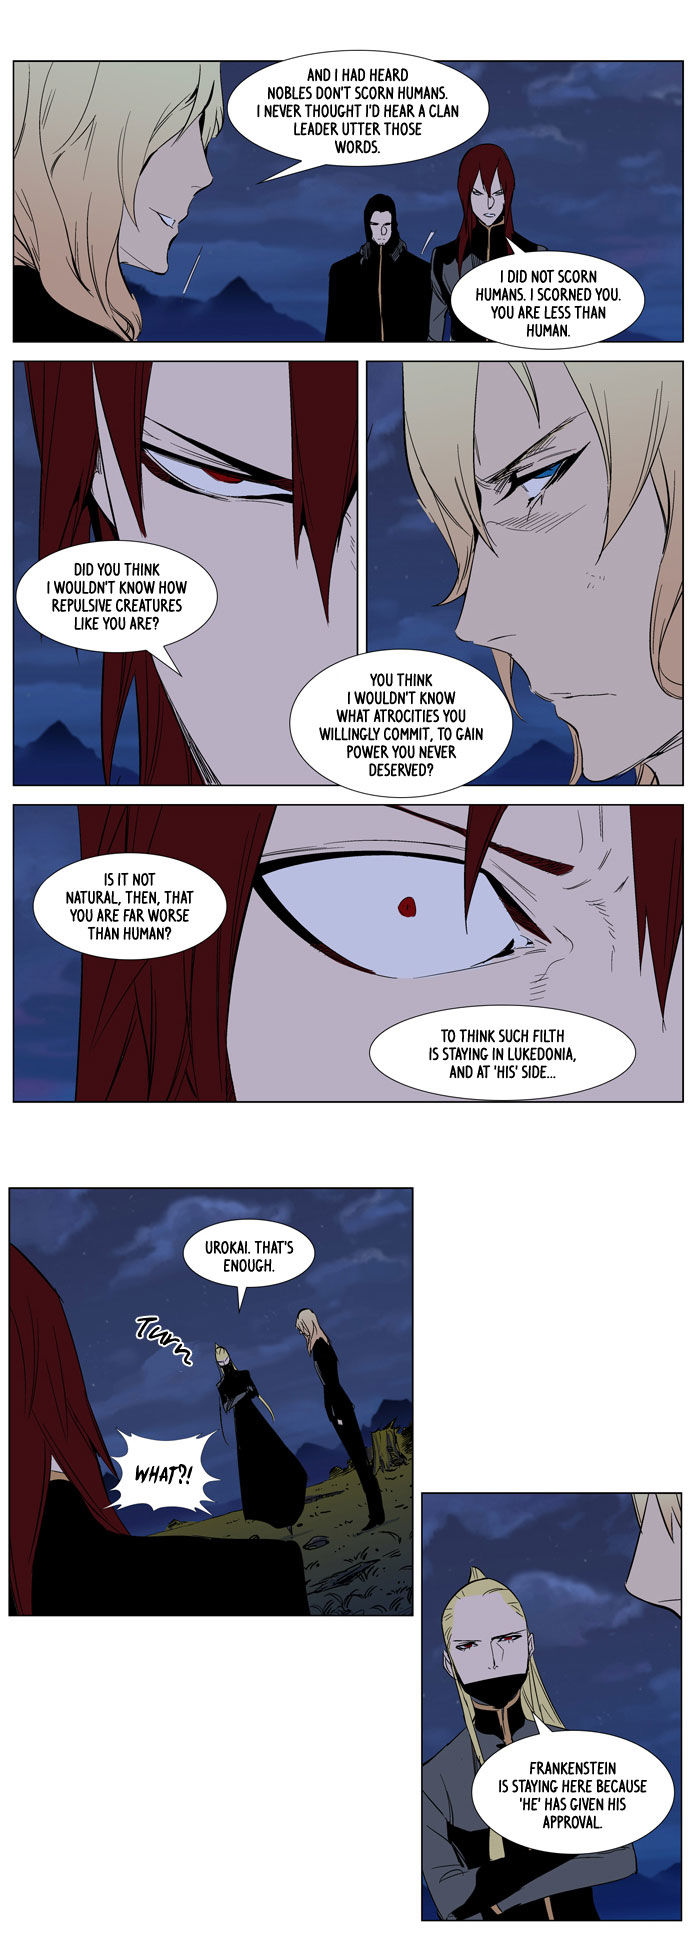 AND I HAD HEARD
NOBLES DON'T SCORN HUMANS.
I NEVER THOUGHT I'D HEAR A CLAN
LEADER UTTER THOSE
WORDS.
I DID NOT SCORN
HUMANS. I SCORNED YOU.
YOU ARE LESS THAN
HUMAN.
DID YOU THINK
I WOULDN'T KNOW HOW
REPULSIVE CREATURES
LIKE YOU ARE?
YOU THINK
I WOULDN'T KNOW
WHAT ATROCITIES YOU
WILLINGLY COMMIT, TO GAIN
POWER YOU NEVER
DESERVED?
IS IT NOT
NATURAL, THEN, THAT
YOU ARE FAR WORSE
THAN HUMAN?
TO THINK SUCH FILTH
IS STAYING IN LUKEDONIA,
AND AT 'HIS' SIDE...
UROKAI. THAT'S
ENOUGH.
Turn
WHAT?!
FRANKENSTEIN
IS STAYING HERE BECAUSE
'HE' HAS GIVEN HIS
APPROVAL.